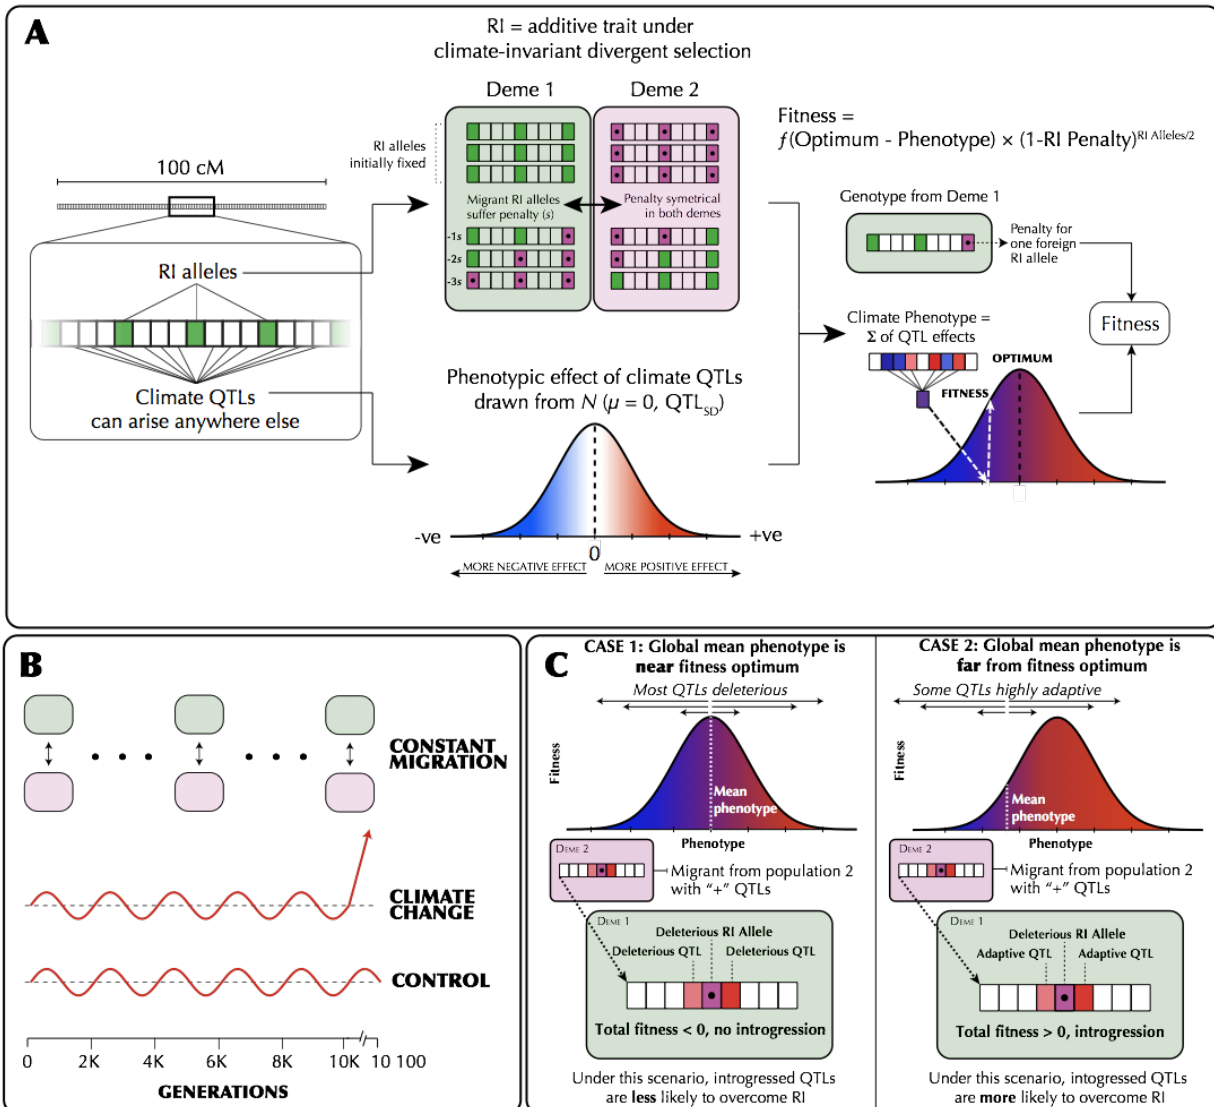 A
RI = additive trait under
climate-invariant divergent selection
Deme 1
Deme 2
RI alleles
initially fixed
Migrant RI alleles
suffer penalty (s)
Penalty symetrical
in both demes
-1s
-2s
-3s
100 cM
RI alleles
Climate QTLs
can arise anywhere else
Phenotypic effect of climate QTLs
drawn from N (μ = 0, QTLSD)
-ve
+ve
0
MORE NEGATIVE EFFECT
MORE POSITIVE EFFECT
Fitness =
f(Optimum - Phenotype) × (1-RI Penalty)RI Alleles/2
Genotype from Deme 1
Penalty for
one foreign
RI allele
Fitness
Climate Phenotype =
Σ of QTL effects
OPTIMUM
FITNESS
B
CONSTANT
MIGRATION
CLIMATE
CHANGE
CONTROL
0 2K 4K 6K 8K 10K 10 100
GENERATIONS
C
CASE 1: Global mean phenotype is
near fitness optimum
Most QTLs deleterious
Fitness
Mean
phenotype
Phenotype
DEME 2
Migrant from population 2
with "+" QTLs
DEME 1
Deleterious RI Allele
Deleterious QTL
Deleterious QTL
Total fitness < 0, no introgression
Under this scenario, introgressed QTLs
are less likely to overcome RI
CASE 2: Global mean phenotype is
far from fitness optimum
Some QTLs highly adaptive
Fitness
Mean
phenotype
Phenotype
DEME 2
Migrant from population 2
with "+" QTLs
DEME 1
Deleterious RI Allele
Adaptive QTL
Adaptive QTL
Total fitness > 0, introgression
Under this scenario, intogressed QTLs
are more likely to overcome RI